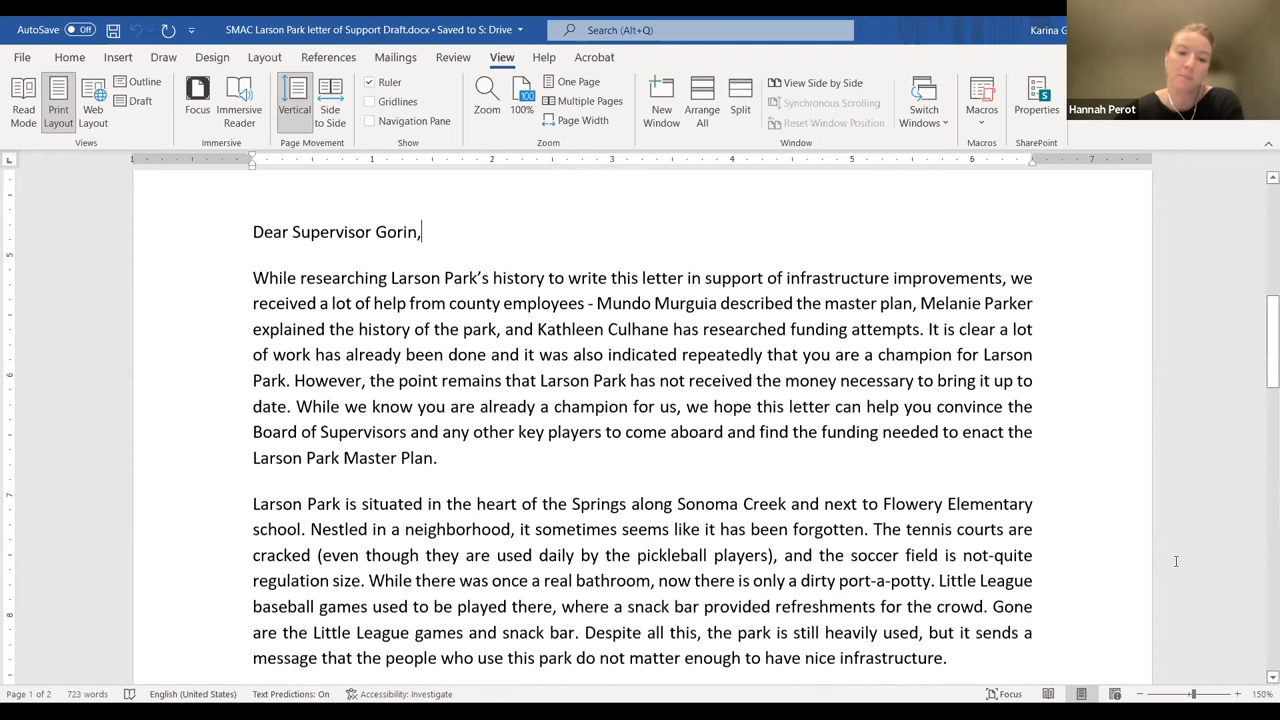 AutoSave Off SMAC Larson Park letter of Support Draft.docx • Saved to S: Drive Search (Alt+Q) Karina G
File Home Insert Draw Design Layout References Mailings Review View Help Acrobat
Read Mode
Print Layout
Web Layout
Outline
Draft
Views
Focus
Immersive Reader
Immersive
Vertical
Side to Side
Page Movement
Ruler
Gridlines
Navigation Pane
Show
Zoom
100
100%
One Page
Multiple Pages
Page Width
Zoom
New Window
Arrange All
Split
View Side by Side
Synchronous Scrolling
Reset Window Position
Switch Windows
Window
Macros
Macros
Properties
SharePoint
Hannah Perot
1 1 2 3 4 5 6 7
5
6
7
8
Dear Supervisor Gorin,
While researching Larson Park’s history to write this letter in support of infrastructure improvements, we
received a lot of help from county employees - Mundo Murguia described the master plan, Melanie Parker
explained the history of the park, and Kathleen Culhane has researched funding attempts. It is clear a lot
of work has already been done and it was also indicated repeatedly that you are a champion for Larson
Park. However, the point remains that Larson Park has not received the money necessary to bring it up to
date. While we know you are already a champion for us, we hope this letter can help you convince the
Board of Supervisors and any other key players to come aboard and find the funding needed to enact the
Larson Park Master Plan.
Larson Park is situated in the heart of the Springs along Sonoma Creek and next to Flowery Elementary
school. Nestled in a neighborhood, it sometimes seems like it has been forgotten. The tennis courts are
cracked (even though they are used daily by the pickleball players), and the soccer field is not-quite
regulation size. While there was once a real bathroom, now there is only a dirty port-a-potty. Little League
baseball games used to be played there, where a snack bar provided refreshments for the crowd. Gone
are the Little League games and snack bar. Despite all this, the park is still heavily used, but it sends a
message that the people who use this park do not matter enough to have nice infrastructure.
Page 1 of 2 723 words English (United States) Text Predictions: On Accessibility: Investigate Focus 150%